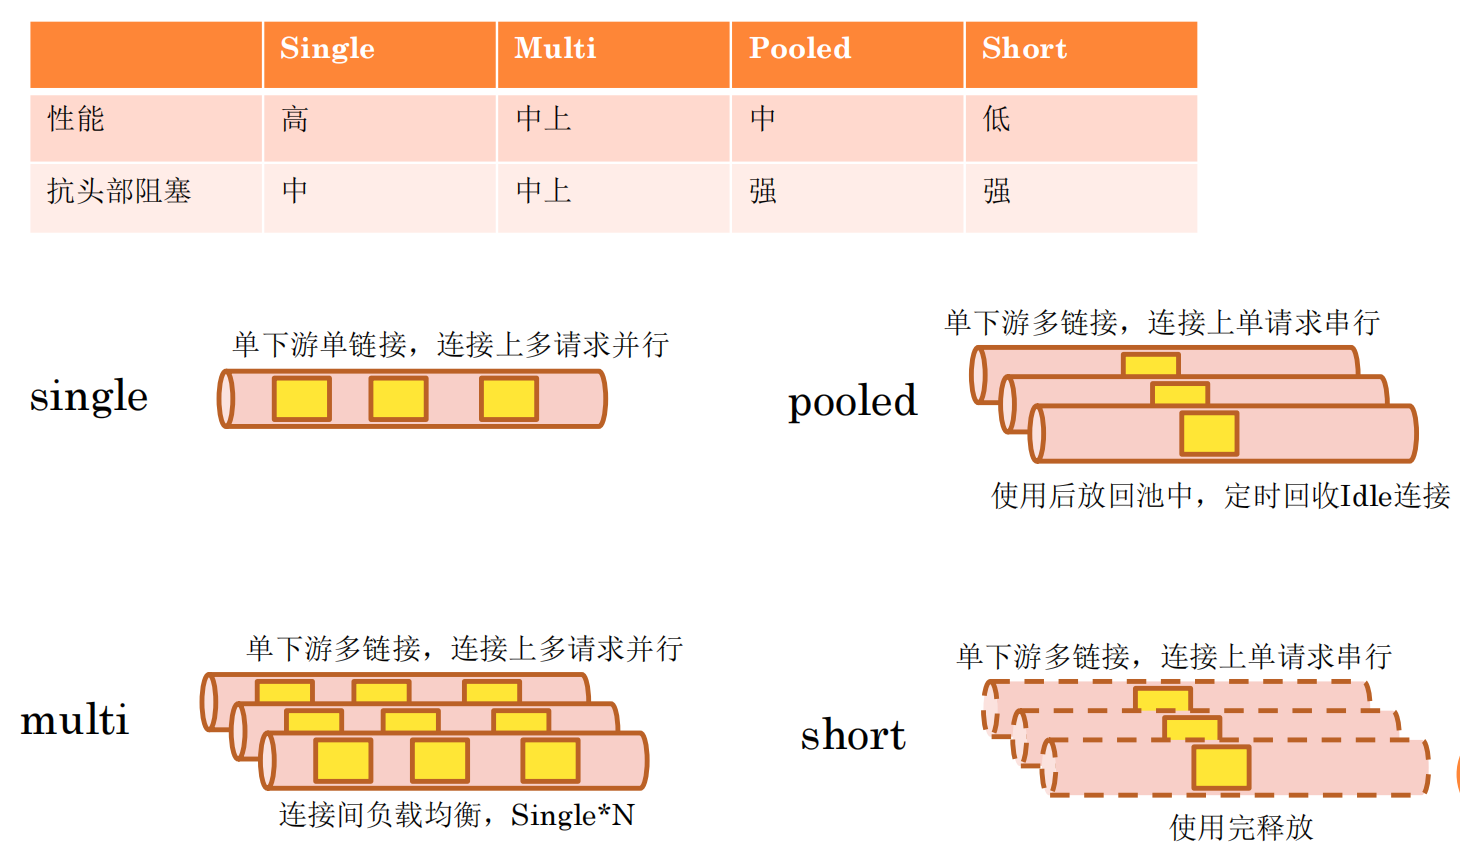 Single Multi Pooled Short
性能 高 中上 中 低
抗头部阻塞 中 中上 强 强
单下游单链接，连接上多请求并行
single
单下游多链接，连接上单请求串行
pooled
使用后放回池中，定时回收Idle连接
单下游多链接，连接上多请求并行
multi
连接间负载均衡，Single*N
单下游多链接，连接上单请求串行
short
使用完释放